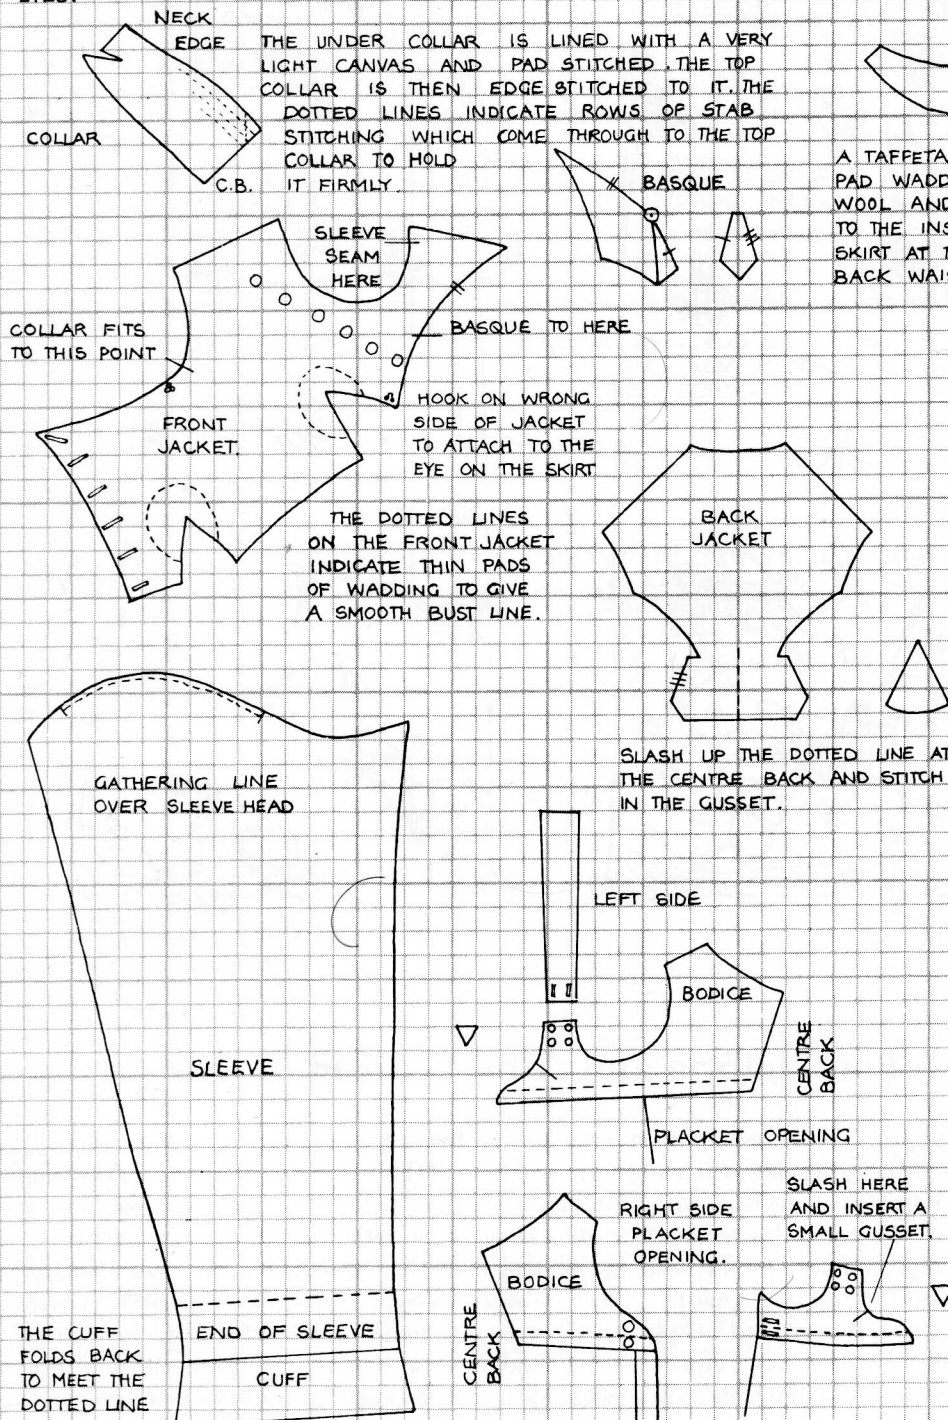 NECK
EDGE
THE UNDER COLLAR IS LINED WITH A VERY
LIGHT CANVAS AND PAD STITCHED. THE TOP
COLLAR IS THEN EDGE STITCHED TO IT. THE
DOTTED LINES INDICATE ROWS OF STAB
STITCHING WHICH COME THROUGH TO THE TOP
COLLAR TO HOLD
IT FIRMLY.
COLLAR
C.B.
BASQUE
A TAFFETA
PAD WADD
WOOL AND
TO THE INS
SKIRT AT T
BACK WAIS
SLEEVE
SEAM
HERE
COLLAR FITS
TO THIS POINT
BASQUE TO HERE
FRONT
JACKET.
HOOK ON WRONG
SIDE OF JACKET
TO ATTACH TO THE
EYE ON THE SKIRT
THE DOTTED LINES
ON THE FRONT JACKET
INDICATE THIN PADS
OF WADDING TO GIVE
A SMOOTH BUST LINE.
BACK
JACKET
SLASH UP THE DOTTED LINE AT
THE CENTRE BACK AND STITCH
IN THE GUSSET.
GATHERING LINE
OVER SLEEVE HEAD
LEFT SIDE
BODICE
CENTRE
BACK
SLEEVE
PLACKET OPENING
RIGHT SIDE
PLACKET
OPENING.
SLASH HERE
AND INSERT A
SMALL GUSSET.
BODICE
CENTRE
BACK
THE CUFF
FOLDS BACK
TO MEET THE
DOTTED LINE
END OF SLEEVE
CUFF